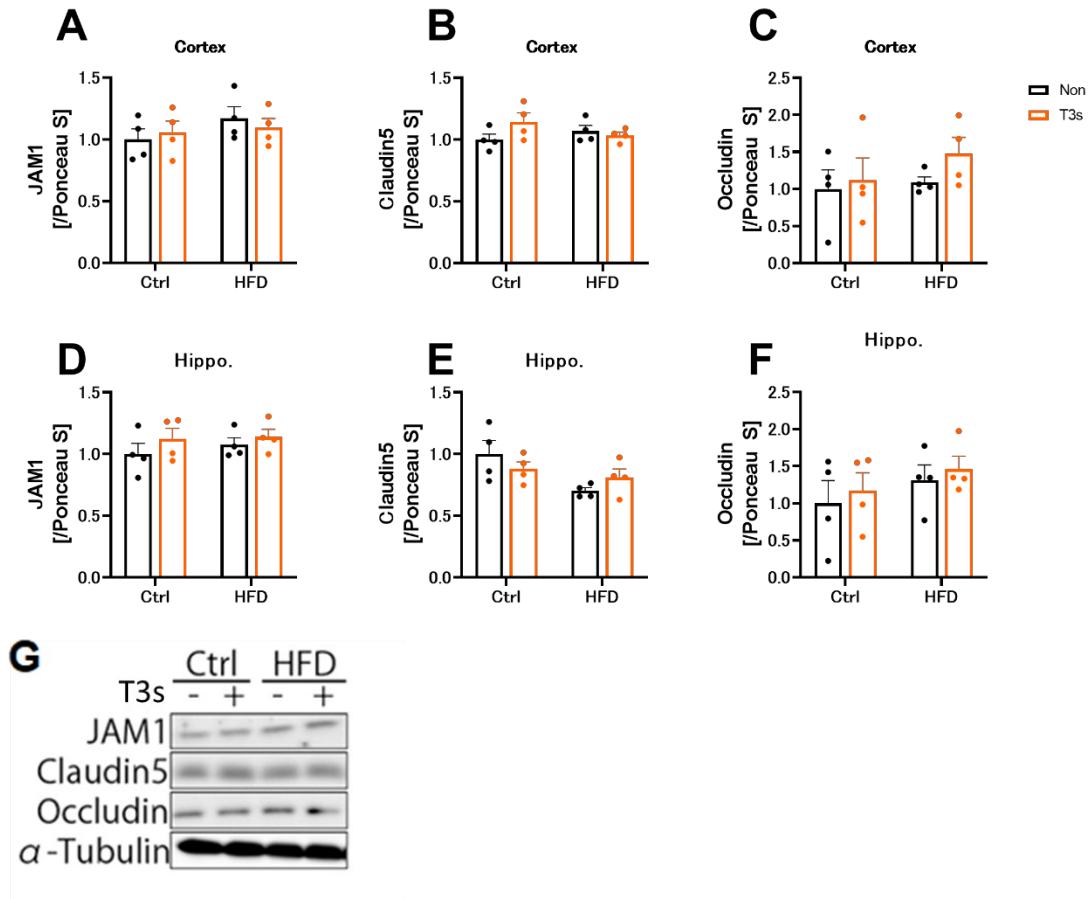 A
Cortex
JAM1
[/Ponceau S]
1.5
1.0
0.5
0.0
Ctrl
HFD
B
Cortex
Claudin5
[/Ponceau S]
1.5
1.0
0.5
0.0
Ctrl
HFD
C
Cortex
Occludin
[/Ponceau S]
2.5
2.0
1.5
1.0
0.5
0.0
Ctrl
HFD
Non
T3s
D
Hippo.
JAM1
[/Ponceau S]
1.5
1.0
0.5
0.0
Ctrl
HFD
E
Hippo.
Claudin5
[/Ponceau S]
1.5
1.0
0.5
0.0
Ctrl
HFD
F
Hippo.
Occludin
[/Ponceau S]
2.5
2.0
1.5
1.0
0.5
0.0
Ctrl
HFD
G
Ctrl HFD
T3s - + - +
JAM1
Claudin5
Occludin
α-Tubulin